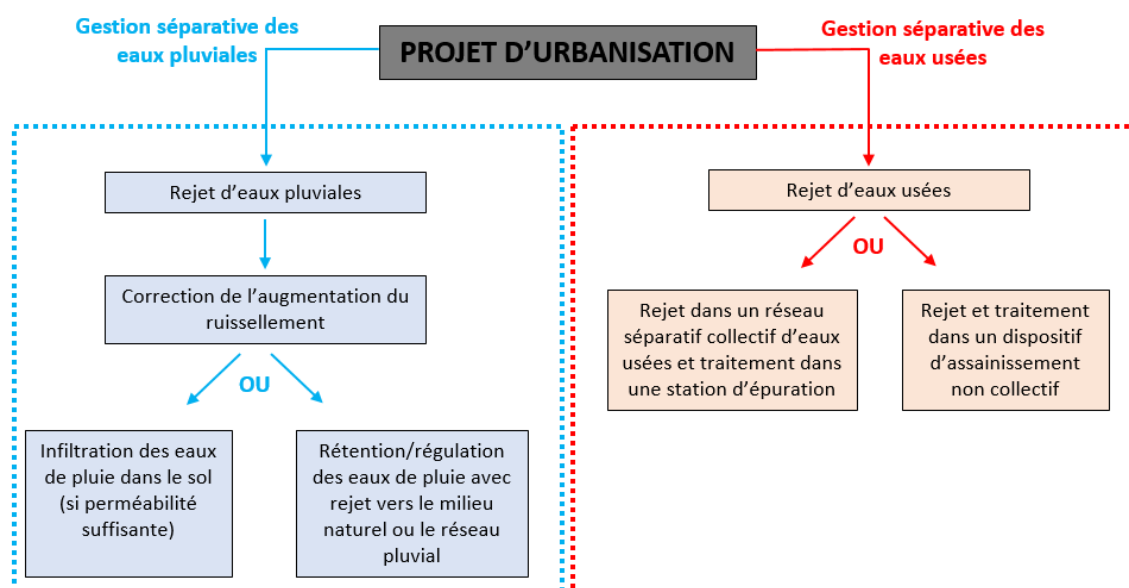 Gestion séparative des
eaux pluviales
PROJET D’URBANISATION
Gestion séparative des
eaux usées
Rejet d’eaux pluviales
Correction de l’augmentation du
ruissellement
OU
Infiltration des eaux
de pluie dans le sol
(si perméabilité
suffisante)
Rétention/régulation
des eaux de pluie avec
rejet vers le milieu
naturel ou le réseau
pluvial
Rejet d’eaux usées
OU
Rejet dans un réseau
séparatif collectif d’eaux
usées et traitement dans
une station d’épuration
Rejet et traitement
dans un dispositif
d’assainissement
non collectif